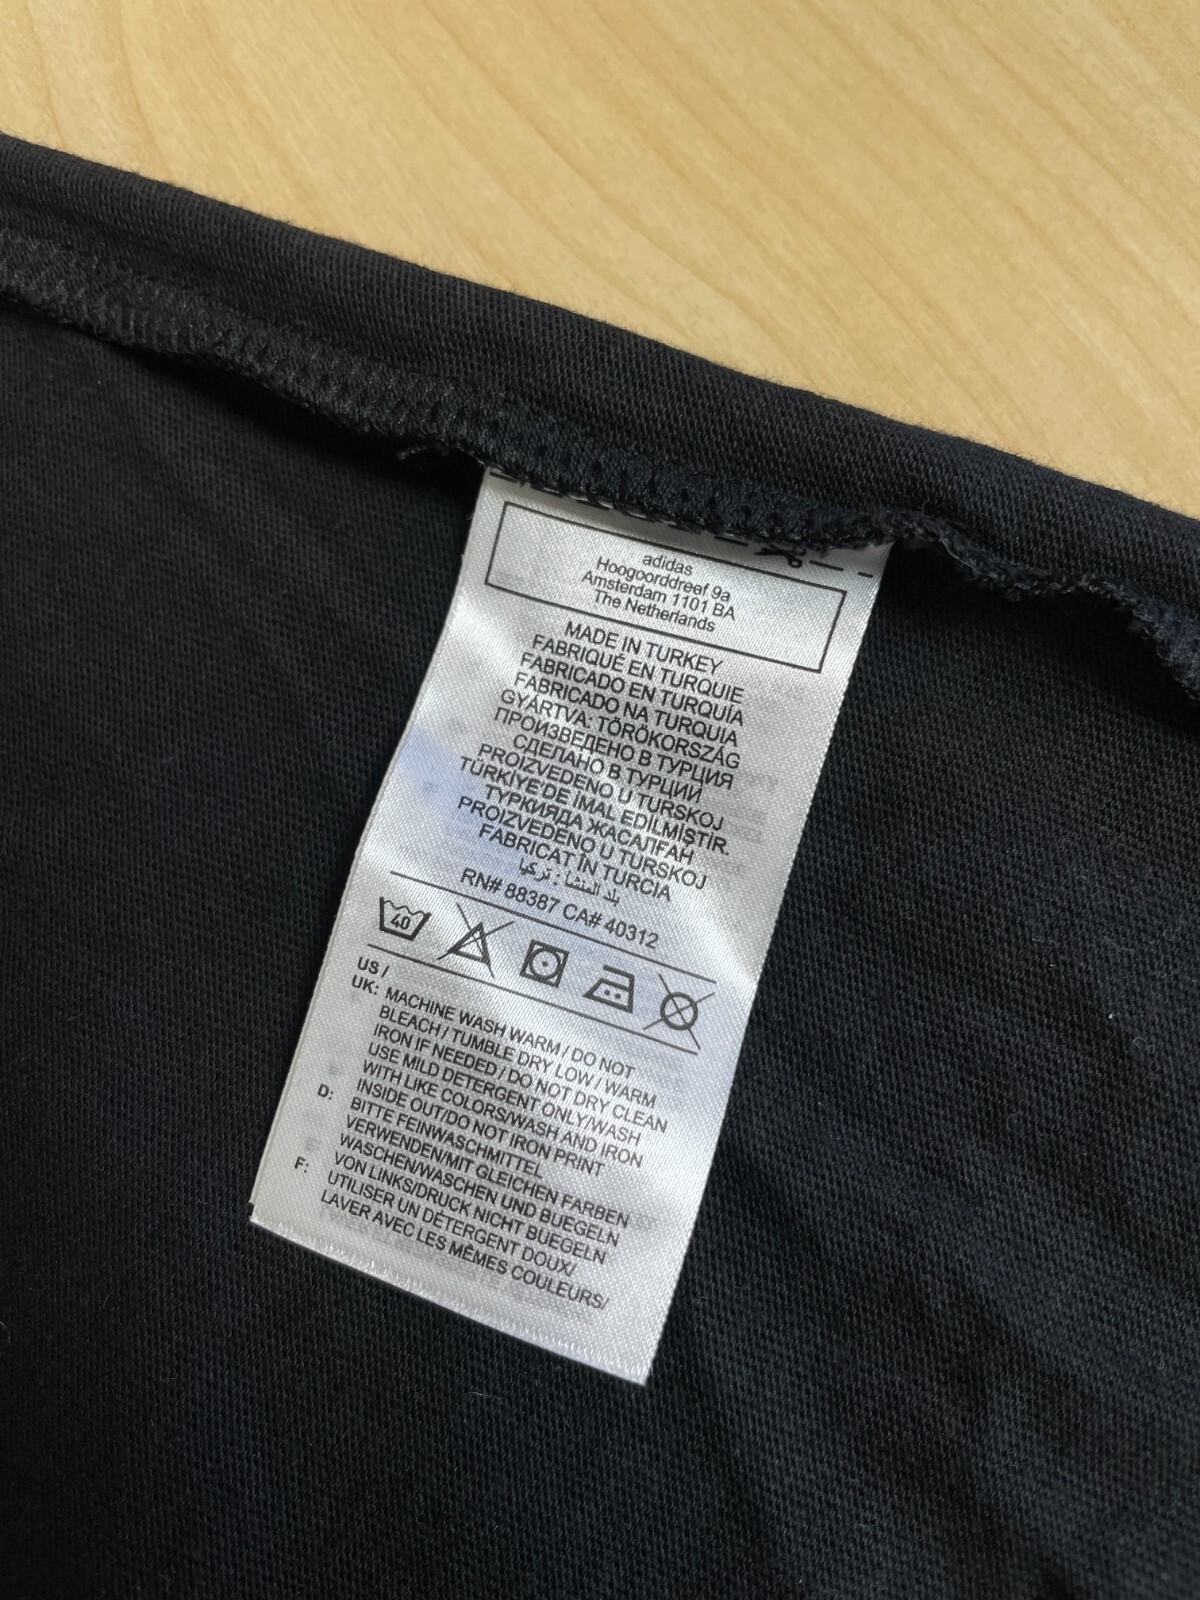 adidas
Hoogoorddreef 9a
Amsterdam 1101 BA
The Netherlands
MADE IN TURKEY
FABRIQUÉ EN TURQUIE
FABRICADO EN TURQUÍA
FABRICADO NA TURQUIA
GYÁRTVA: TÖRÖKORSZÁG
ПРОИЗВЕДЕНО В ТУРЦИЯ
СДЕЛАНО В ТУРЦИИ
PROIZVEDENO U TURSKOJ
TÜRKİYE'DE İMAL EDİLMİŞTİR.
ТҮРКИЯДА ЖАСАЛҒАН
PROIZVEDENO U TURSKOJ
FABRICAT ÎN TURCIA
بلد المنشأ : تركيا
RN# 88387 CA# 40312
40
US /
UK: MACHINE WASH WARM / DO NOT
BLEACH / TUMBLE DRY LOW / WARM
IRON IF NEEDED / DO NOT DRY CLEAN
USE MILD DETERGENT ONLY/WASH
WITH LIKE COLORS/WASH AND IRON
INSIDE OUT/DO NOT IRON PRINT
D: BITTE FEINWASCHMITTEL
VERWENDEN/MIT GLEICHEN FARBEN
WASCHEN/WASCHEN UND BUEGELN
VON LINKS/DRUCK NICHT BUEGELN
F: UTILISER UN DÉTERGENT DOUX/
LAVER AVEC LES MÊMES COULEURS/